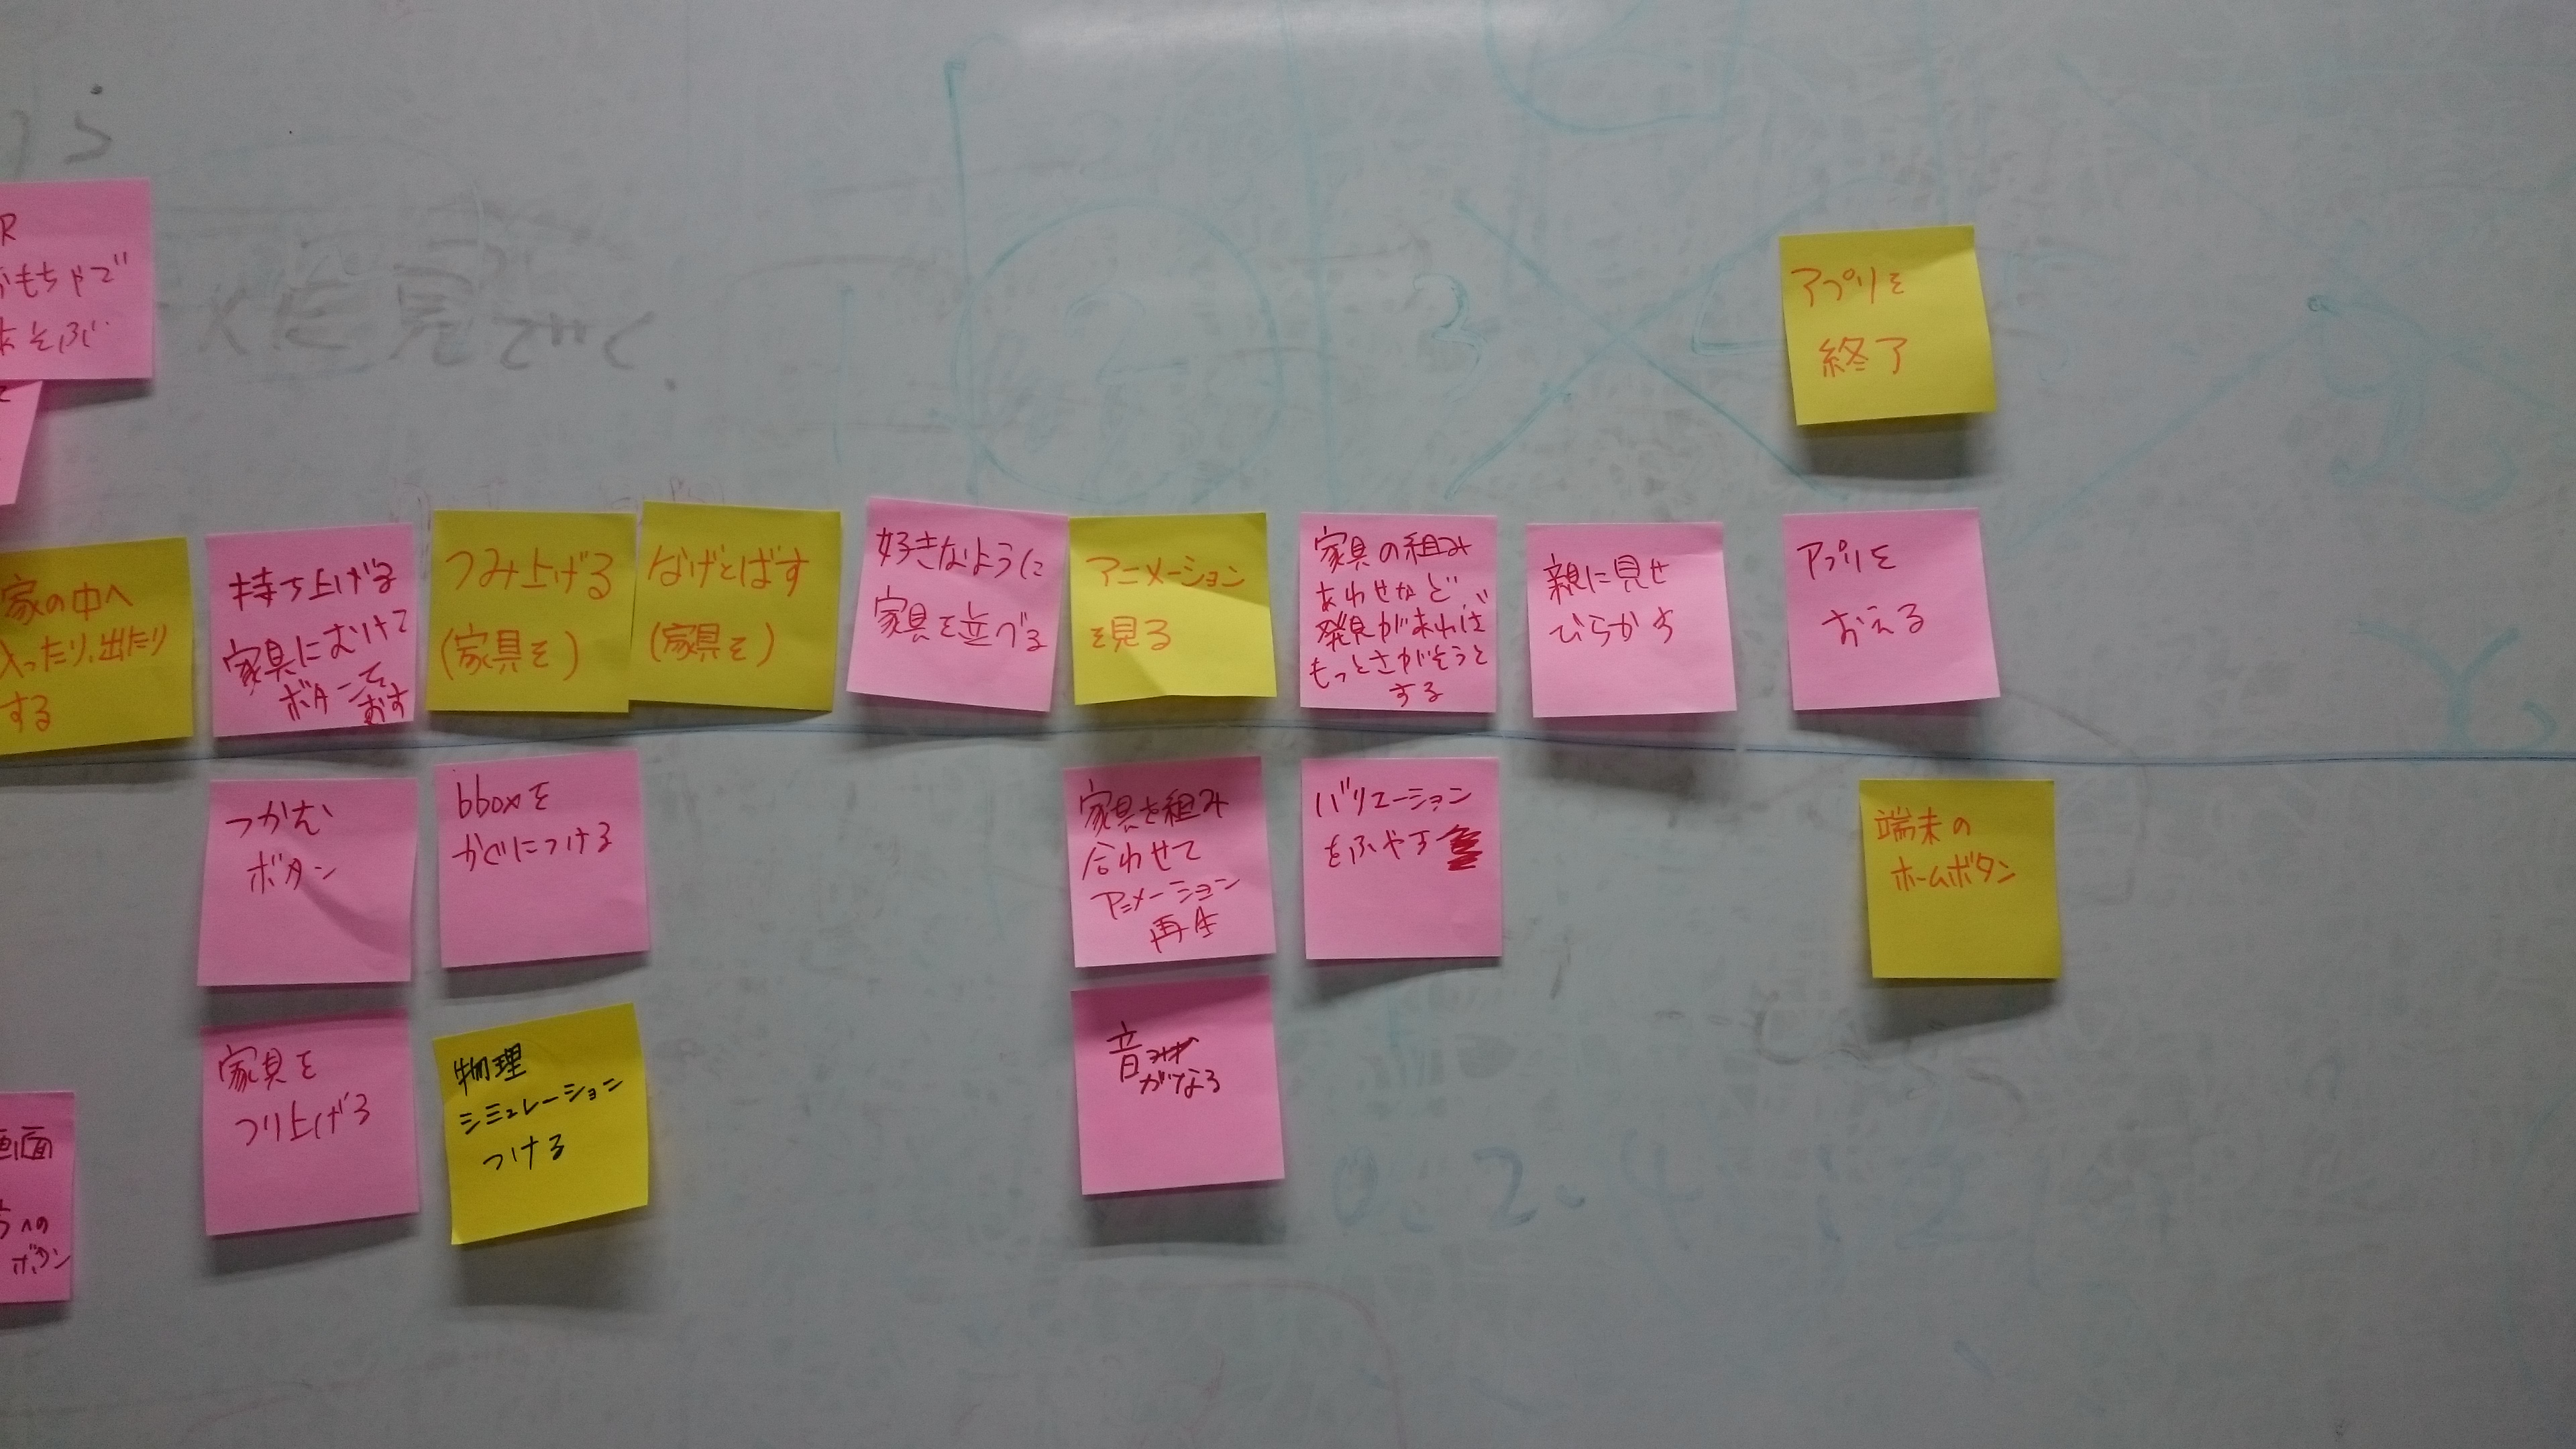 R
おもちゃで
あそぶ
を見ていく
アプリを
終了
家の中へ
入ったり、出たり
する
持ち上げる
家具にむけて
ボタンを
おす
つみ上げる
(家具を)
なげとばす
(家具を)
好きなように
家具を並べる
アニメーション
を見る
家具の組み
あわせなど、
発見があれば
もっとさがそうと
する
親に見せ
びらかす
アプリを
おえる
つかむ
ボタン
bboxを
かぐにつける
家具を組み
合わせて
アニメーション
再生
バリエーション
をふやす
端末の
ホームボタン
家具を
つり上げる
物理
シミュレーション
つける
音
がなる
画面
への
ボタン